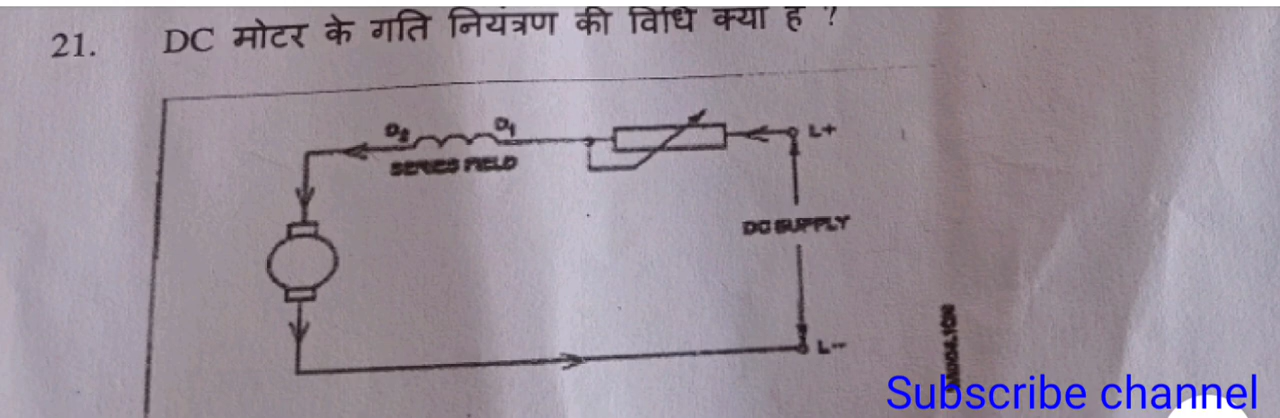 21. DC मोटर के गति नियंत्रण की विधि क्या है ?
D2 D1
SERIES FIELD
L+
DC SUPPLY
L-
Subscribe channel